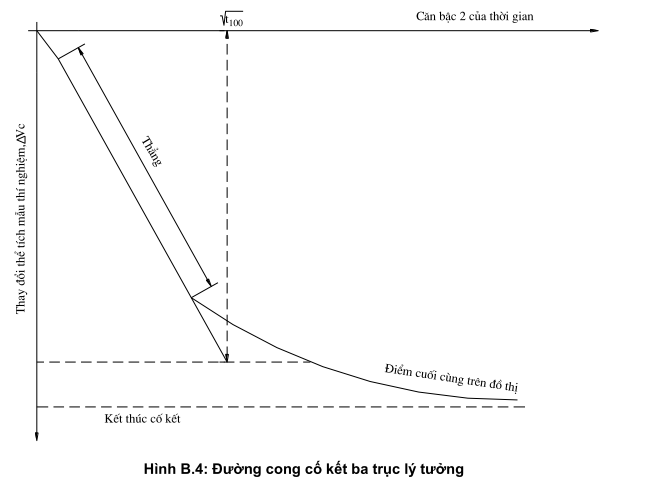 √t₁₀₀
Căn bậc 2 của thời gian
Thay đổi thể tích mẫu thí nghiệm,ΔVc
Thẳng
Điểm cuối cùng trên đồ thị
Kết thúc cố kết
Hình B.4: Đường cong cố kết ba trục lý tưởng